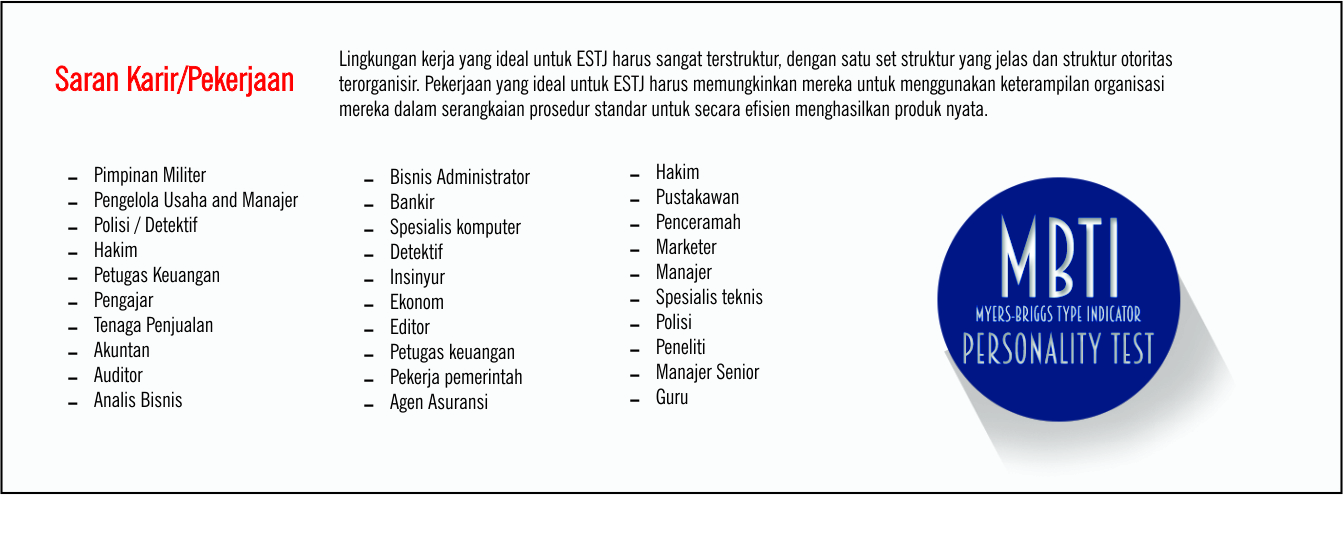 Saran Karir/Pekerjaan
Lingkungan kerja yang ideal untuk ESTJ harus sangat terstruktur, dengan satu set struktur yang jelas dan struktur otoritas
terorganisir. Pekerjaan yang ideal untuk ESTJ harus memungkinkan mereka untuk menggunakan keterampilan organisasi
mereka dalam serangkaian prosedur standar untuk secara efisien menghasilkan produk nyata.
- Pimpinan Militer
- Pengelola Usaha and Manajer
- Polisi / Detektif
- Hakim
- Petugas Keuangan
- Pengajar
- Tenaga Penjualan
- Akuntan
- Auditor
- Analis Bisnis
- Bisnis Administrator
- Bankir
- Spesialis komputer
- Detektif
- Insinyur
- Ekonom
- Editor
- Petugas keuangan
- Pekerja pemerintah
- Agen Asuransi
- Hakim
- Pustakawan
- Penceramah
- Marketer
- Manajer
- Spesialis teknis
- Polisi
- Peneliti
- Manajer Senior
- Guru
MBTI
MYERS-BRIGGS TYPE INDICATOR
PERSONALITY TEST